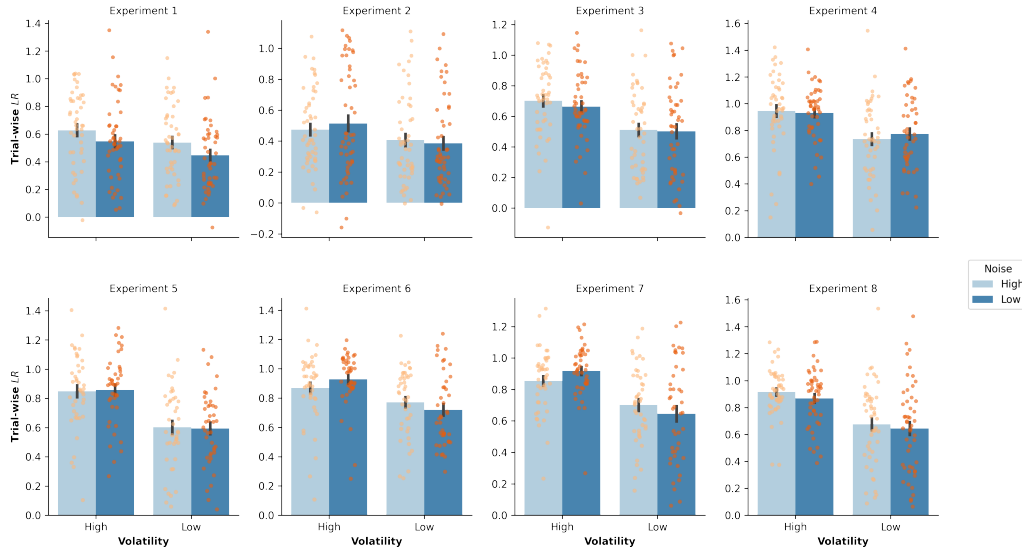 Experiment 1
Experiment 2
Experiment 3
Experiment 4
Trial-wise LR
1.4
1.2
1.0
0.8
0.6
0.4
0.2
0.0
1.0
0.8
0.6
0.4
0.2
0.0
−0.2
1.2
1.0
0.8
0.6
0.4
0.2
0.0
1.6
1.4
1.2
1.0
0.8
0.6
0.4
0.2
0.0
Noise
High
Low
Experiment 5
Experiment 6
Experiment 7
Experiment 8
Trial-wise LR
1.4
1.2
1.0
0.8
0.6
0.4
0.2
0.0
1.4
1.2
1.0
0.8
0.6
0.4
0.2
0.0
1.2
1.0
0.8
0.6
0.4
0.2
0.0
1.6
1.4
1.2
1.0
0.8
0.6
0.4
0.2
0.0
High
Low
High
Low
High
Low
High
Low
Volatility
Volatility
Volatility
Volatility